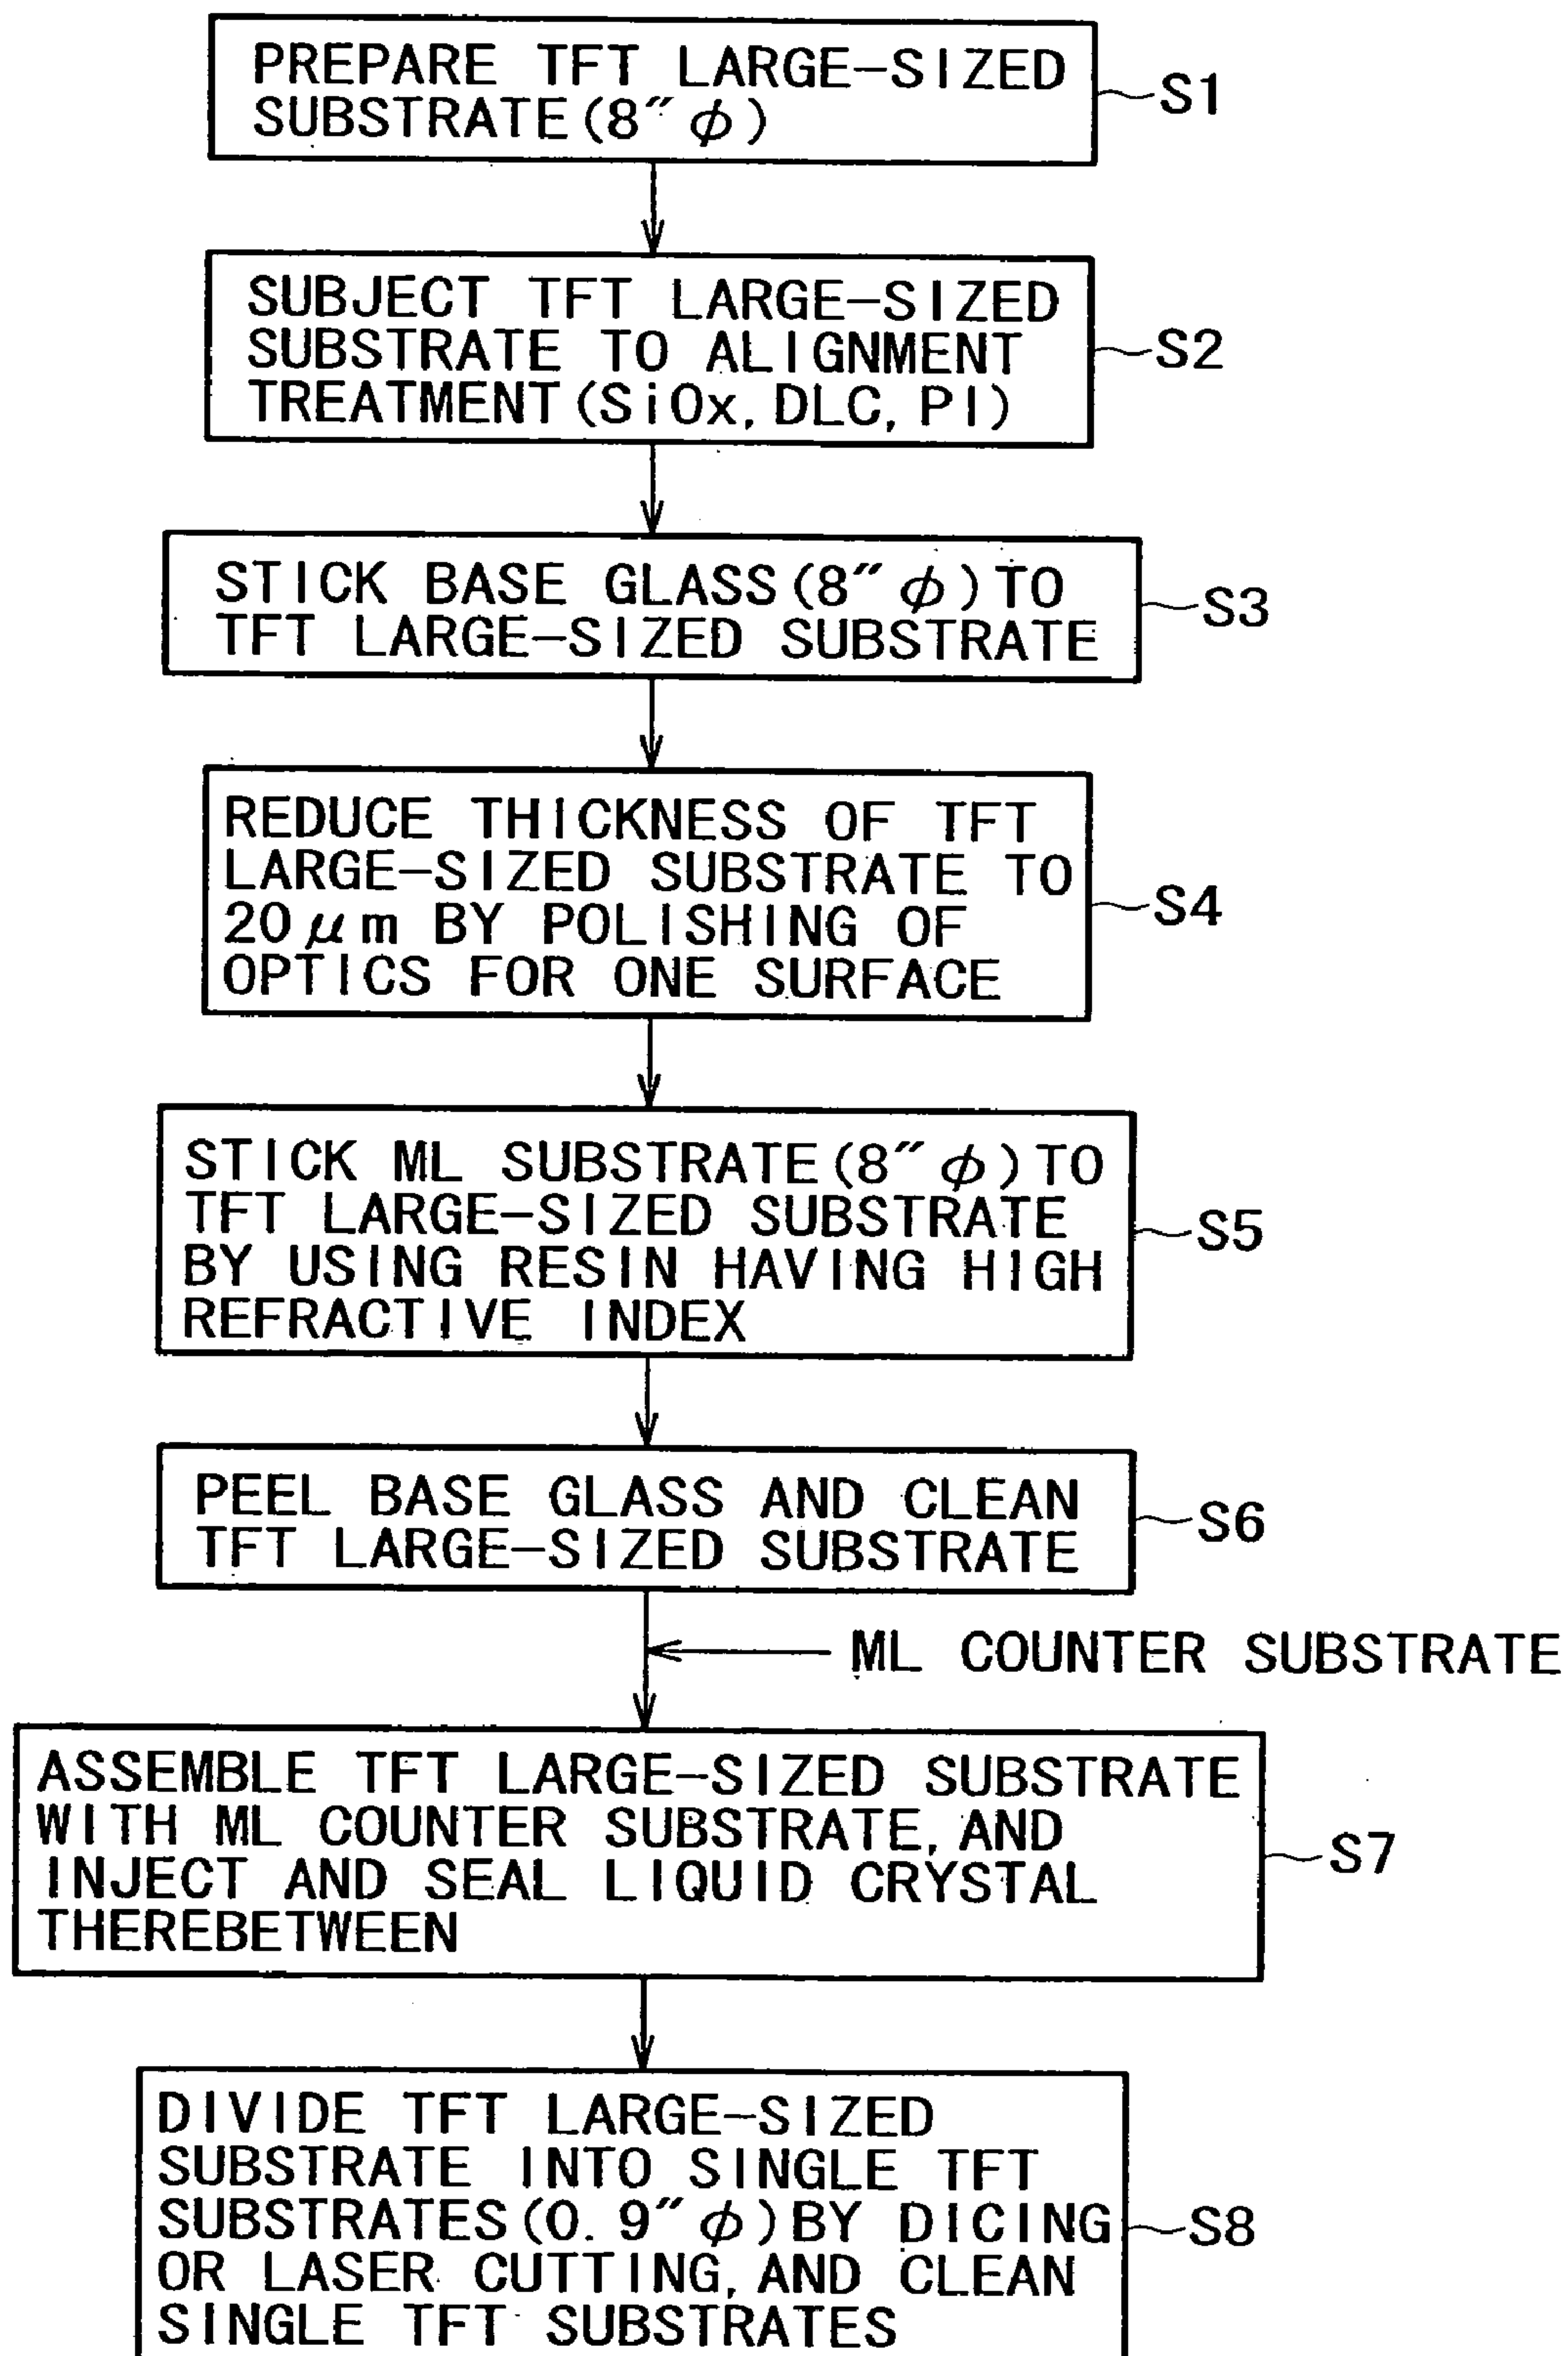 PREPARE TFT LARGE-SIZED
SUBSTRATE(8″φ)
S1
SUBJECT TFT LARGE-SIZED
SUBSTRATE TO ALIGNMENT
TREATMENT(SiOx, DLC, PI)
S2
STICK BASE GLASS(8″φ)TO
TFT LARGE-SIZED SUBSTRATE
S3
REDUCE THICKNESS OF TFT
LARGE-SIZED SUBSTRATE TO
20μm BY POLISHING OF
OPTICS FOR ONE SURFACE
S4
STICK ML SUBSTRATE(8″φ)TO
TFT LARGE-SIZED SUBSTRATE
BY USING RESIN HAVING HIGH
REFRACTIVE INDEX
S5
PEEL BASE GLASS AND CLEAN
TFT LARGE-SIZED SUBSTRATE
S6
ML COUNTER SUBSTRATE
ASSEMBLE TFT LARGE-SIZED SUBSTRATE
WITH ML COUNTER SUBSTRATE, AND
INJECT AND SEAL LIQUID CRYSTAL
THEREBETWEEN
S7
DIVIDE TFT LARGE-SIZED
SUBSTRATE INTO SINGLE TFT
SUBSTRATES(0.9″φ)BY DICING
OR LASER CUTTING, AND CLEAN
SINGLE TFT SUBSTRATES
S8